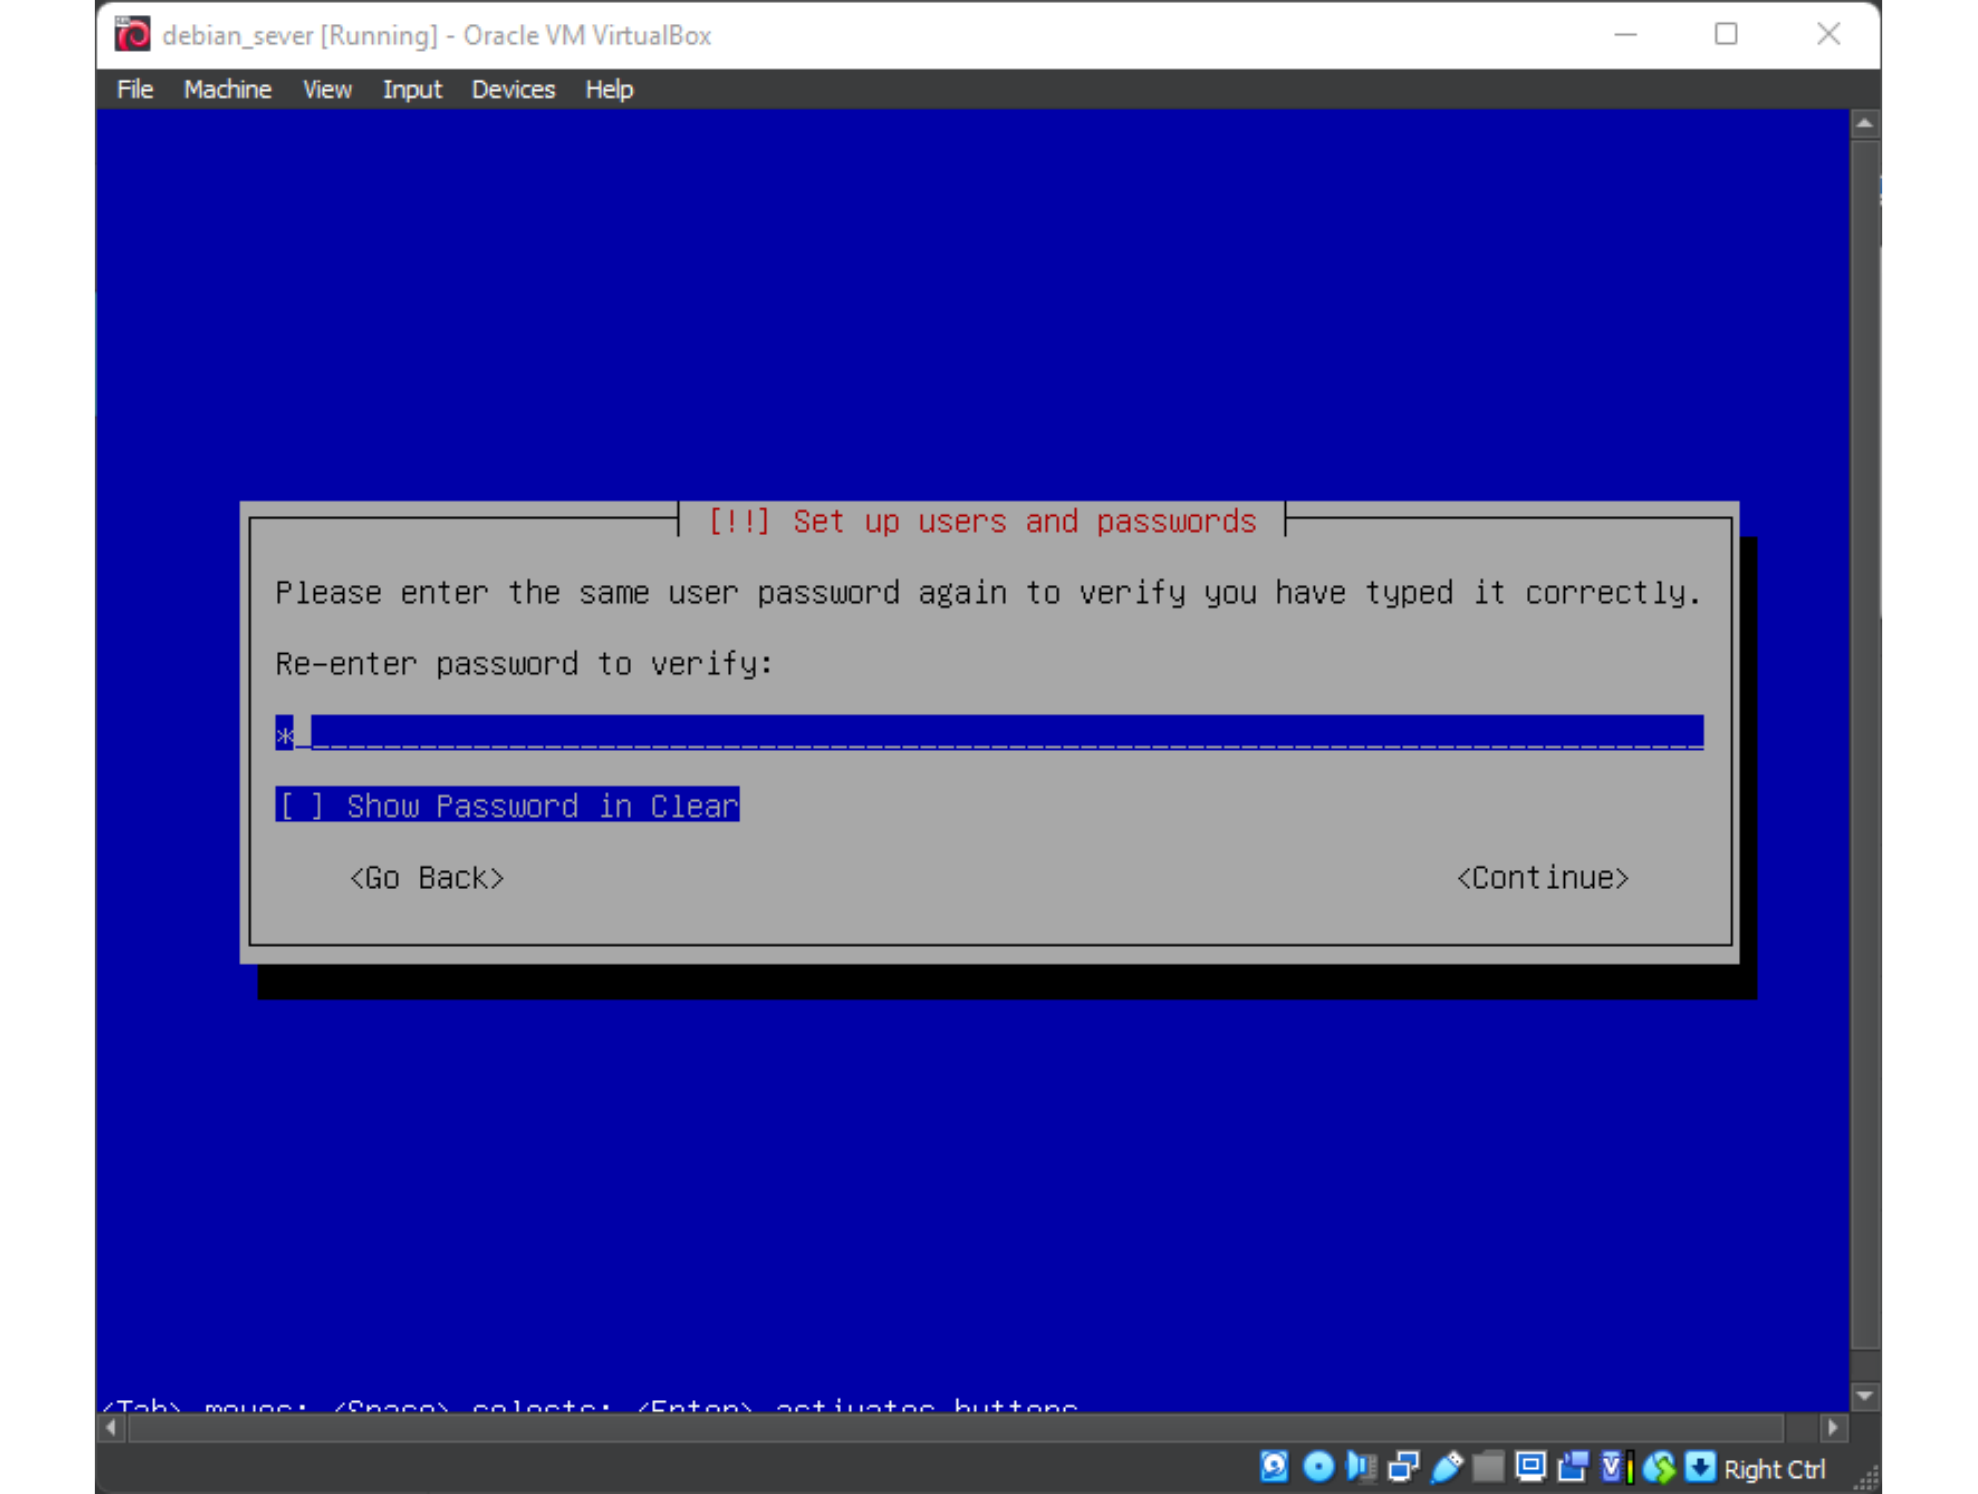 debian_sever [Running] - Oracle VM VirtualBox
File Machine View Input Devices Help
[!!] Set up users and passwords
Please enter the same user password again to verify you have typed it correctly.
Re-enter password to verify:
*
[ ] Show Password in Clear
<Go Back> <Continue>
<Tab> moves; <Space> selects; <Enter> activates buttons
Right Ctrl